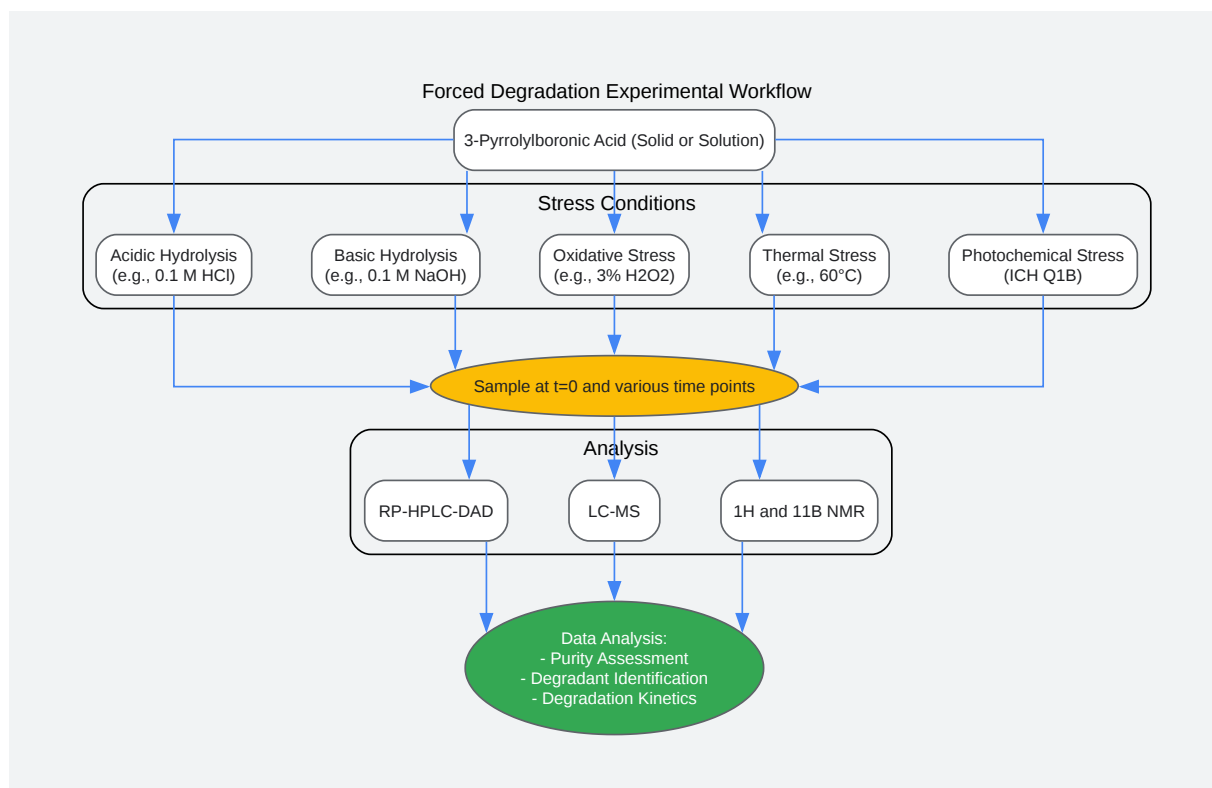 Forced Degradation Experimental Workflow
3-Pyrrolylboronic Acid (Solid or Solution)
Stress Conditions
Acidic Hydrolysis
(e.g., 0.1 M HCl)
Basic Hydrolysis
(e.g., 0.1 M NaOH)
Oxidative Stress
(e.g., 3% H2O2)
Thermal Stress
(e.g., 60°C)
Photochemical Stress
(ICH Q1B)
Sample at t=0 and various time points
Analysis
RP-HPLC-DAD
LC-MS
1H and 11B NMR
Data Analysis:
- Purity Assessment
- Degradant Identification
- Degradation Kinetics